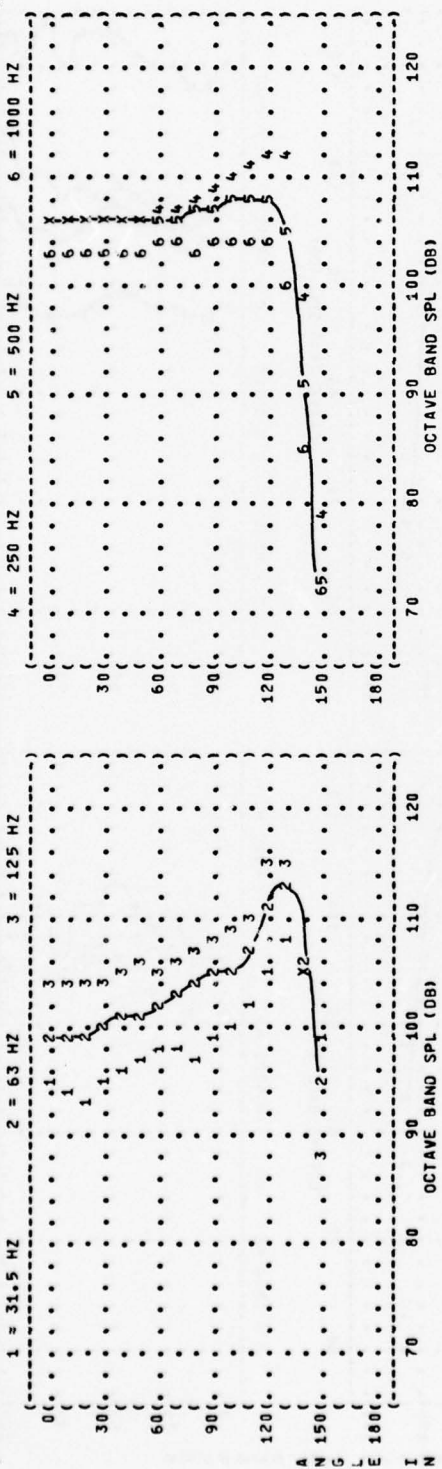 1 = 31.5 HZ 2 = 63 HZ 3 = 125 HZ
0
30
60
90
120
150
180
A
N
G
L
E
I
N
70 80 90 100 110 120
OCTAVE BAND SPL (DB)
4 = 250 HZ 5 = 500 HZ 6 = 1000 HZ
0
30
60
90
120
150
180
70 80 90 100 110 120
OCTAVE BAND SPL (DB)